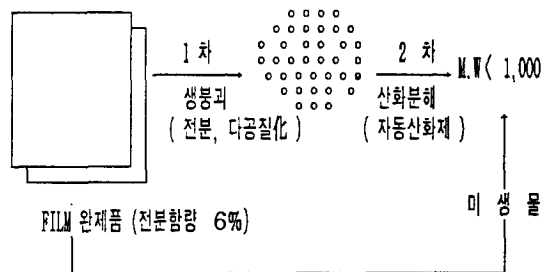 1 차
생붕괴
( 전분, 다공질化 )
2 차
산화분해
( 자동산화제 )
M.W < 1,000
미 생 물
FILM 완제품 (전분함량 6%)